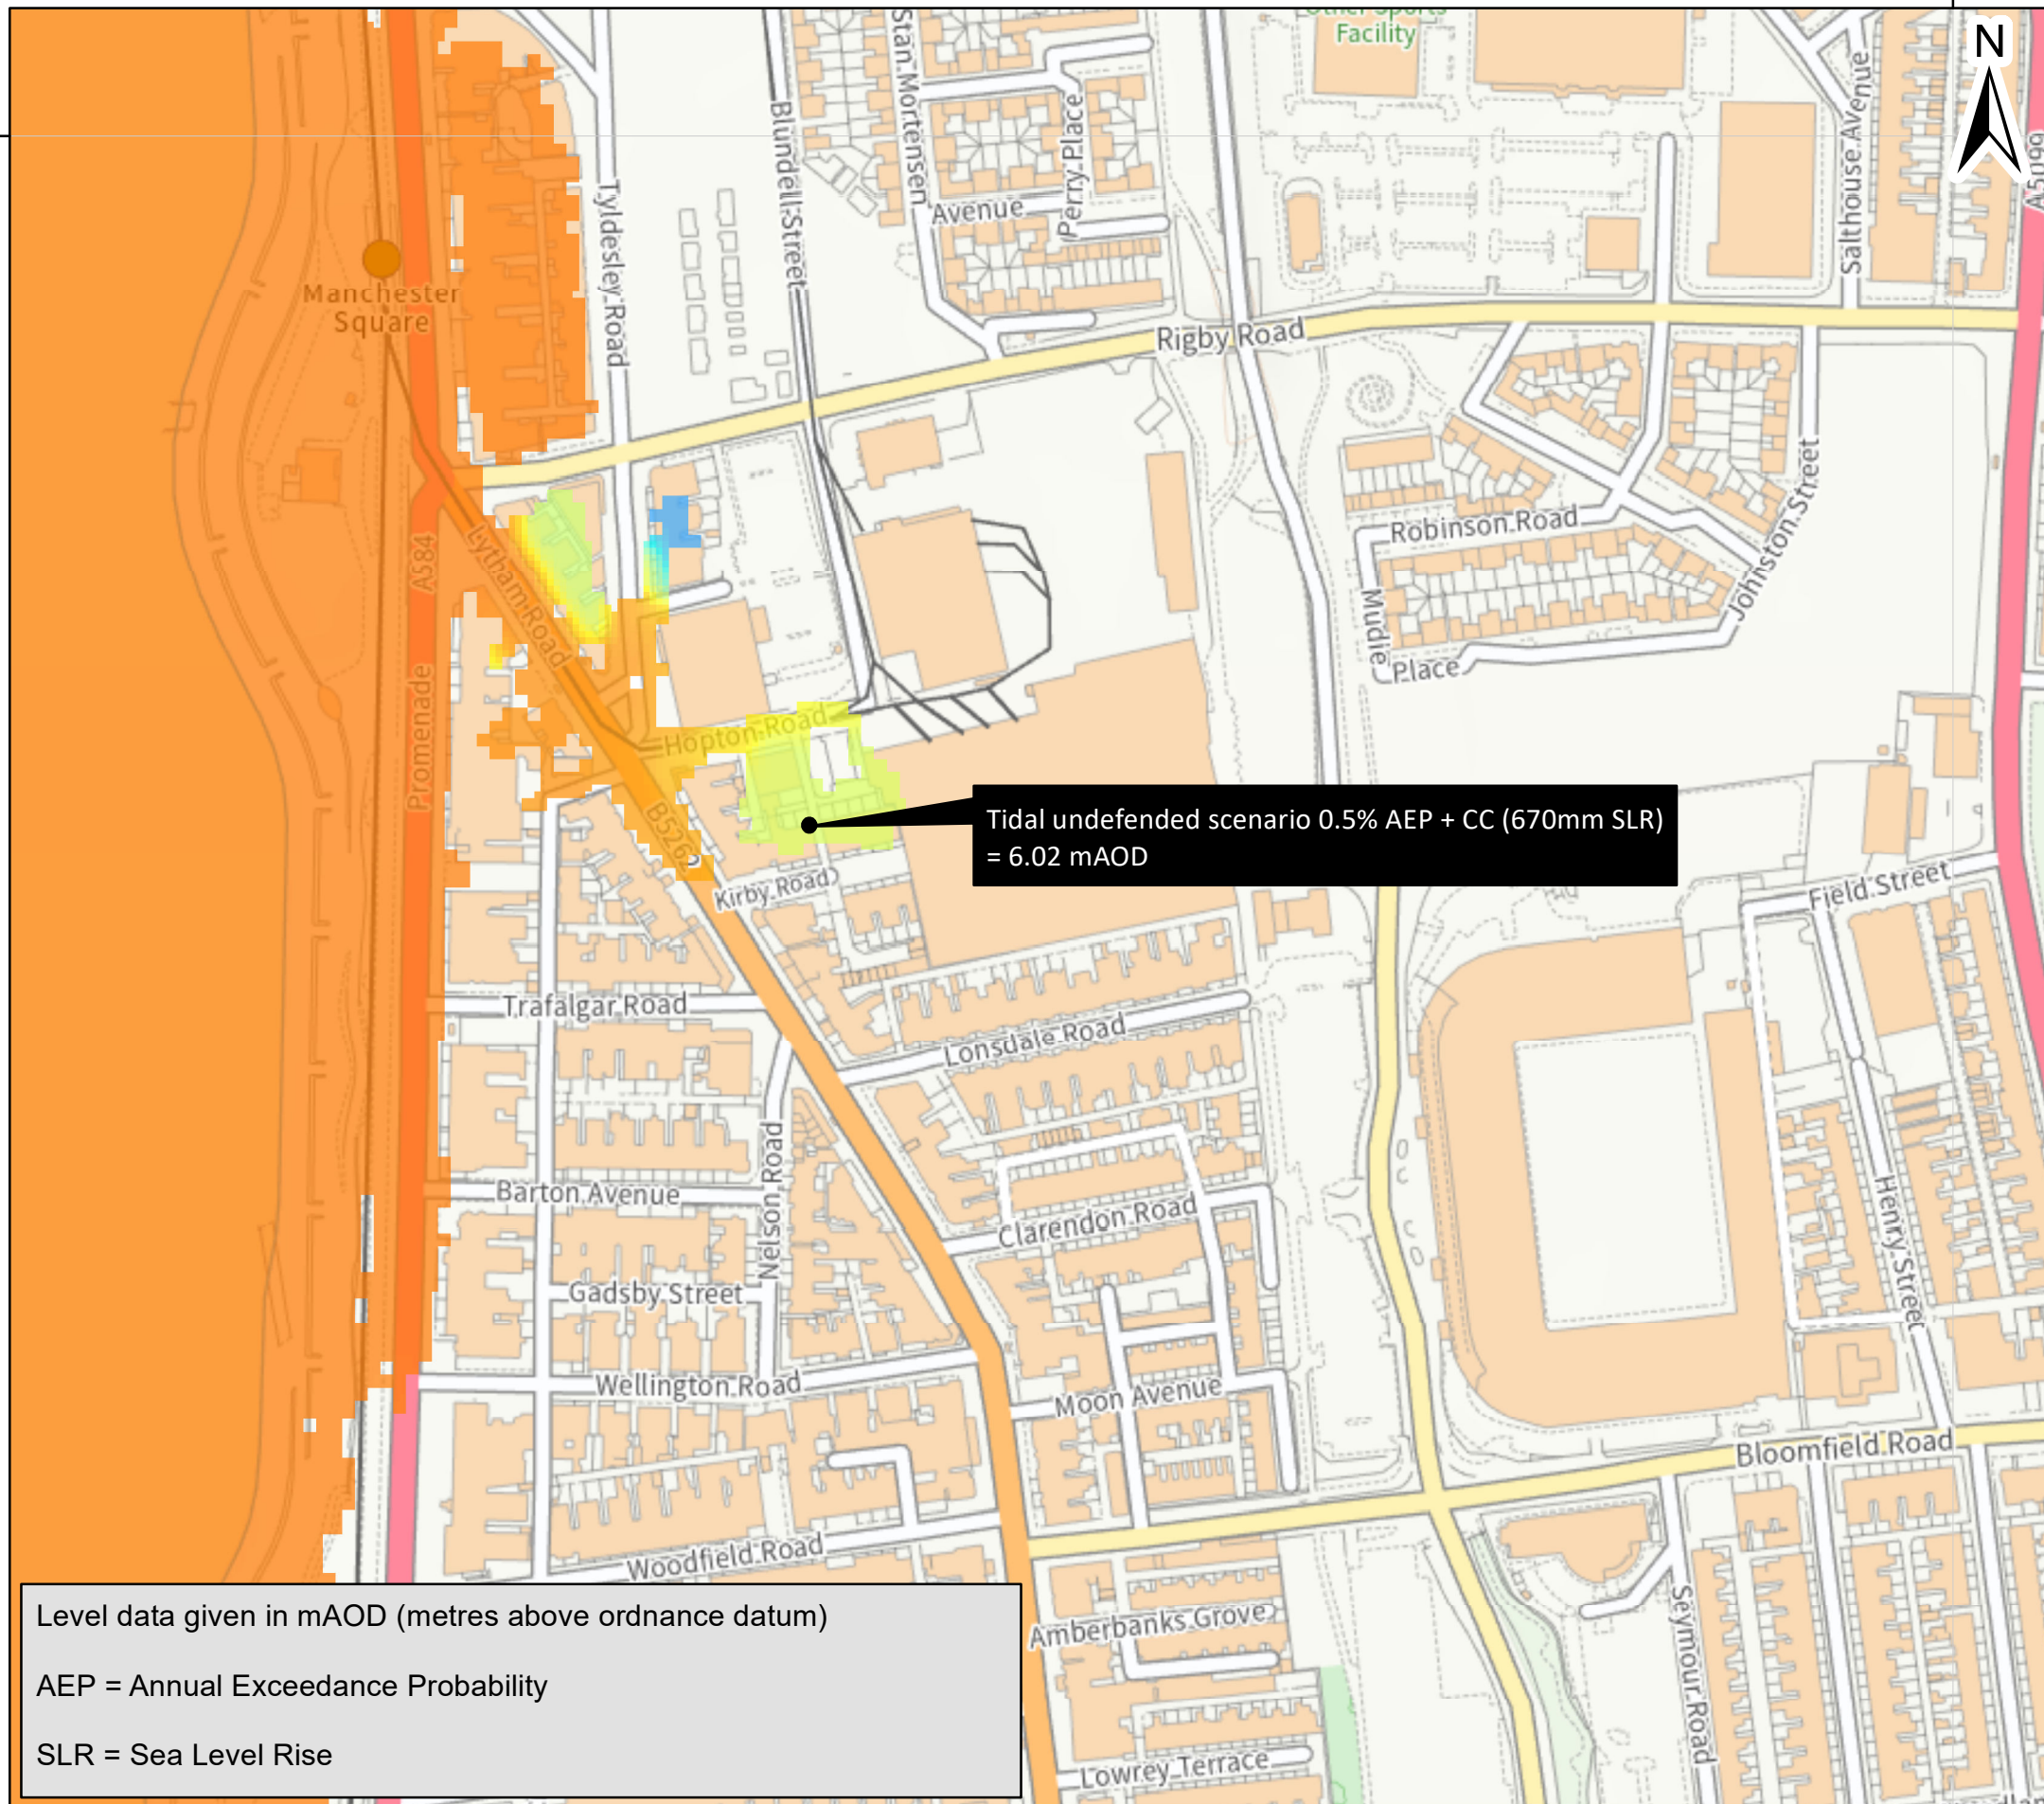 Other Sports
Facility
N
Stan Mortensen
Avenue
Perry Place
Blundell Street
Tyldesley Road
Salthouse Avenue
A5099
Manchester
Square
Rigby Road
A584
Lytham Road
Promenade
Robinson Road
Johnston Street
Mudie
Place
Hopton Road
B5262
Tidal undefended scenario 0.5% AEP + CC (670mm SLR)
= 6.02 mAOD
Kirby Road
Field Street
Trafalgar Road
Lonsdale Road
Barton Avenue
Nelson Road
Clarendon Road
Henry Street
Gadsby Street
Wellington Road
Moon Avenue
Bloomfield Road
Woodfield Road
Amberbanks Grove
Seymour Road
Lowrey Terrace
Level data given in mAOD (metres above ordnance datum)
AEP = Annual Exceedance Probability
SLR = Sea Level Rise